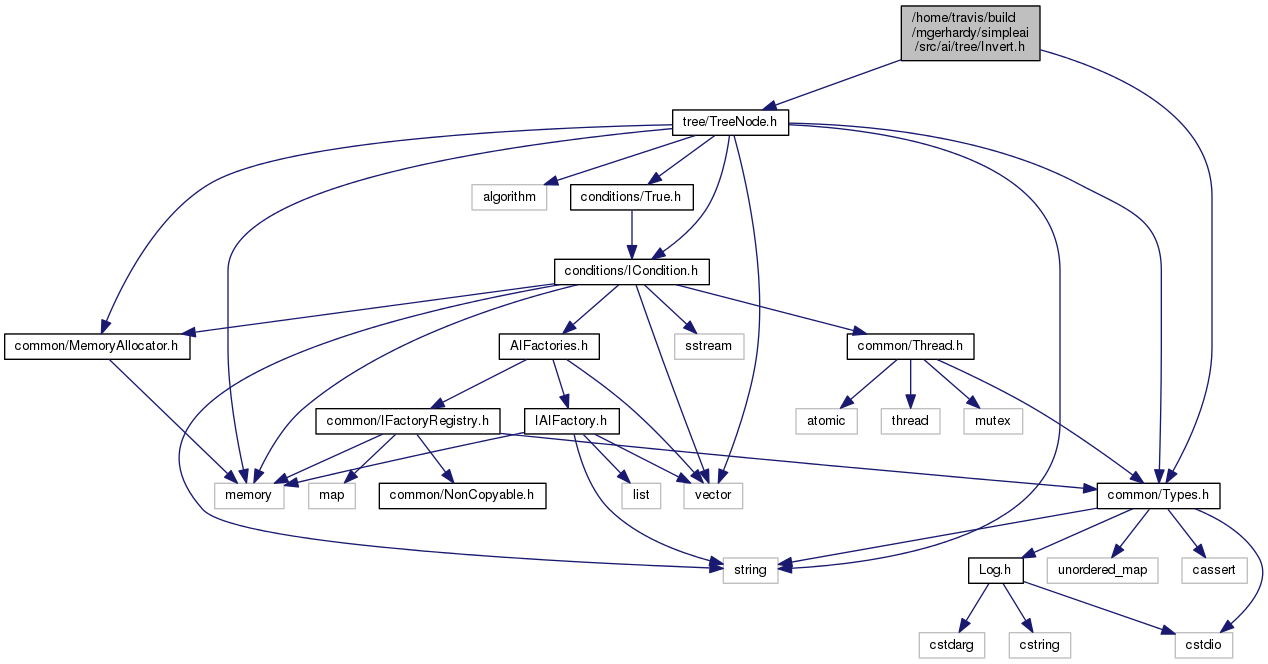 /home/travis/build
/mgerhardy/simpleai
/src/ai/tree/Invert.h
tree/TreeNode.h
algorithm
conditions/True.h
conditions/ICondition.h
common/MemoryAllocator.h
AIFactories.h
sstream
common/Thread.h
common/IFactoryRegistry.h
IAIFactory.h
atomic
thread
mutex
memory
map
common/NonCopyable.h
list
vector
common/Types.h
string
Log.h
unordered_map
cassert
cstdarg
cstring
cstdio